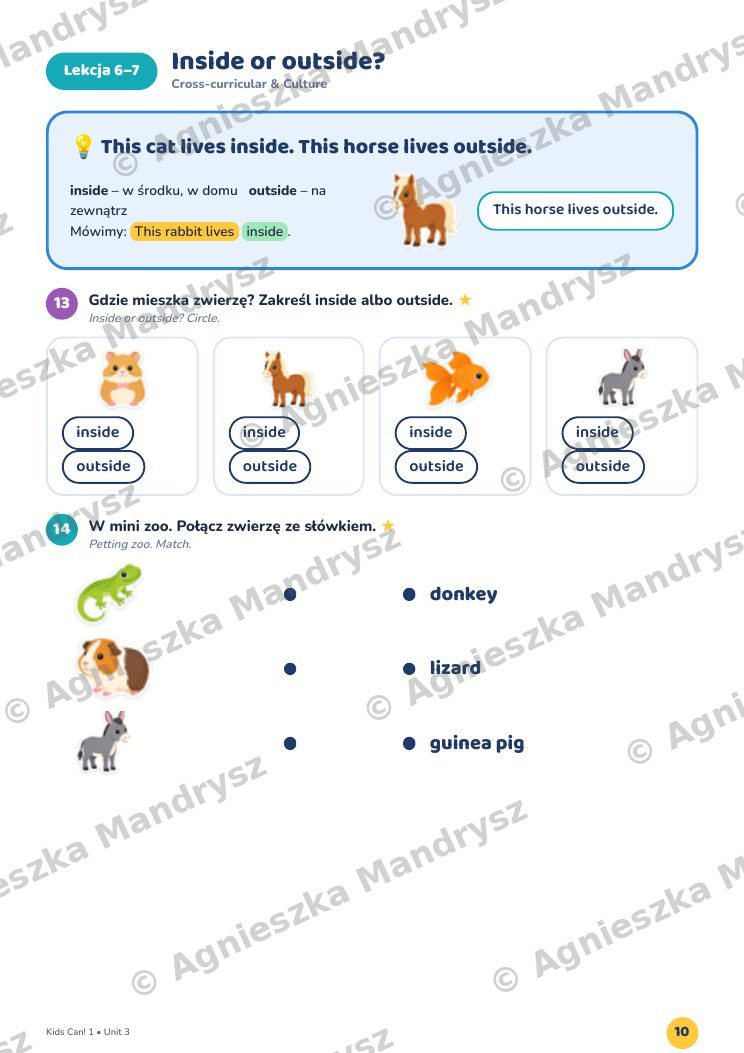 Lekcja 6–7
Inside or outside?
Cross-curricular & Culture
💡 This cat lives inside. This horse lives outside.
inside – w środku, w domu outside – na
zewnątrz
Mówimy: This rabbit lives inside.
This horse lives outside.
13 Gdzie mieszka zwierzę? Zakreśl inside albo outside. ★
Inside or outside? Circle.
inside
outside
inside
outside
inside
outside
inside
outside
14 W mini zoo. Połącz zwierzę ze słówkiem. ★
Petting zoo. Match.
donkey
lizard
guinea pig
Kids Can! 1 • Unit 3
10
© Agnieszka Mandrysz